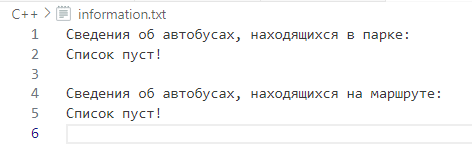 C++ > information.txt
1 Сведения об автобусах, находящихся в парке:
2 Список пуст!
3
4 Сведения об автобусах, находящихся на маршруте:
5 Список пуст!
6